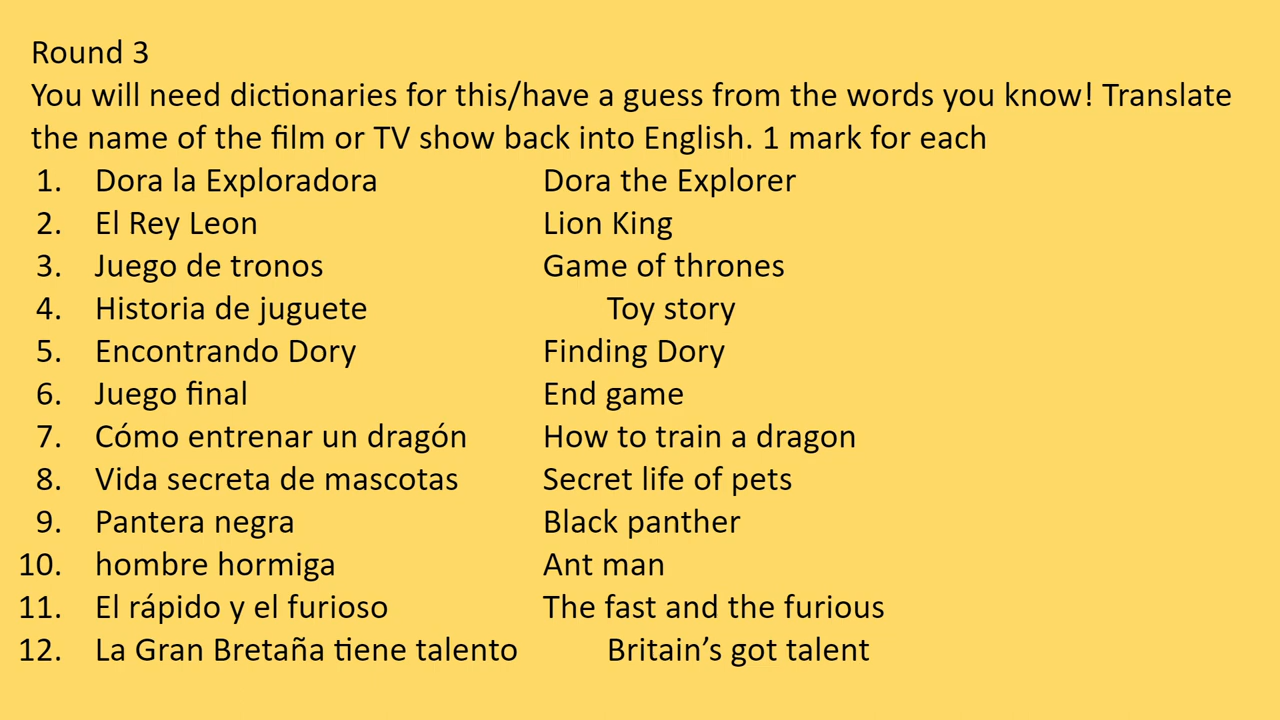 Round 3
You will need dictionaries for this/have a guess from the words you know! Translate
the name of the film or TV show back into English. 1 mark for each
1. Dora la Exploradora Dora the Explorer
2. El Rey Leon Lion King
3. Juego de tronos Game of thrones
4. Historia de juguete Toy story
5. Encontrando Dory Finding Dory
6. Juego final End game
7. Cómo entrenar un dragón How to train a dragon
8. Vida secreta de mascotas Secret life of pets
9. Pantera negra Black panther
10. hombre hormiga Ant man
11. El rápido y el furioso The fast and the furious
12. La Gran Bretaña tiene talento Britain’s got talent